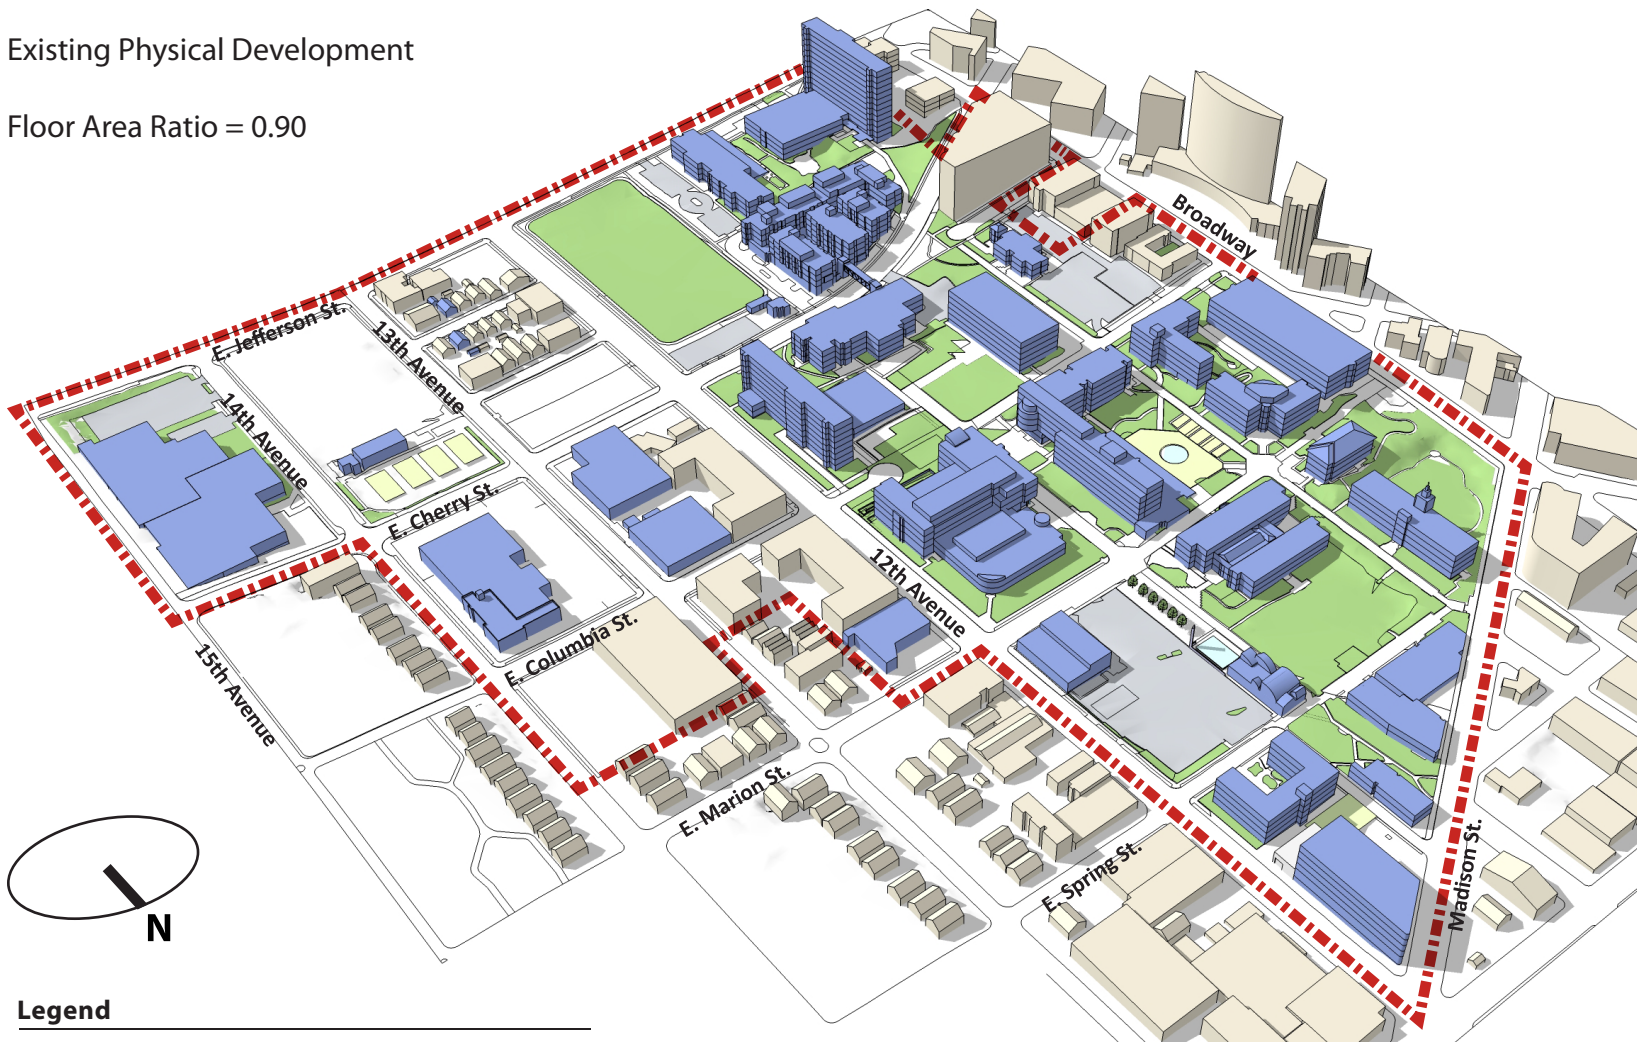 Existing Physical Development
Floor Area Ratio = 0.90
Broadway
E. Jefferson St.
13th Avenue
14th Avenue
E. Cherry St.
12th Avenue
E. Columbia St.
15th Avenue
E. Marion St.
E. Spring St.
Madison St.
N
Legend